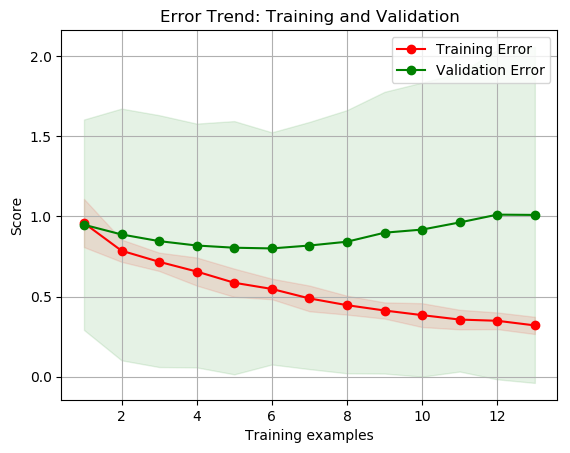 Error Trend: Training and Validation
Training Error
Validation Error
2.0
1.5
1.0
0.5
0.0
Score
2 4 6 8 10 12
Training examples